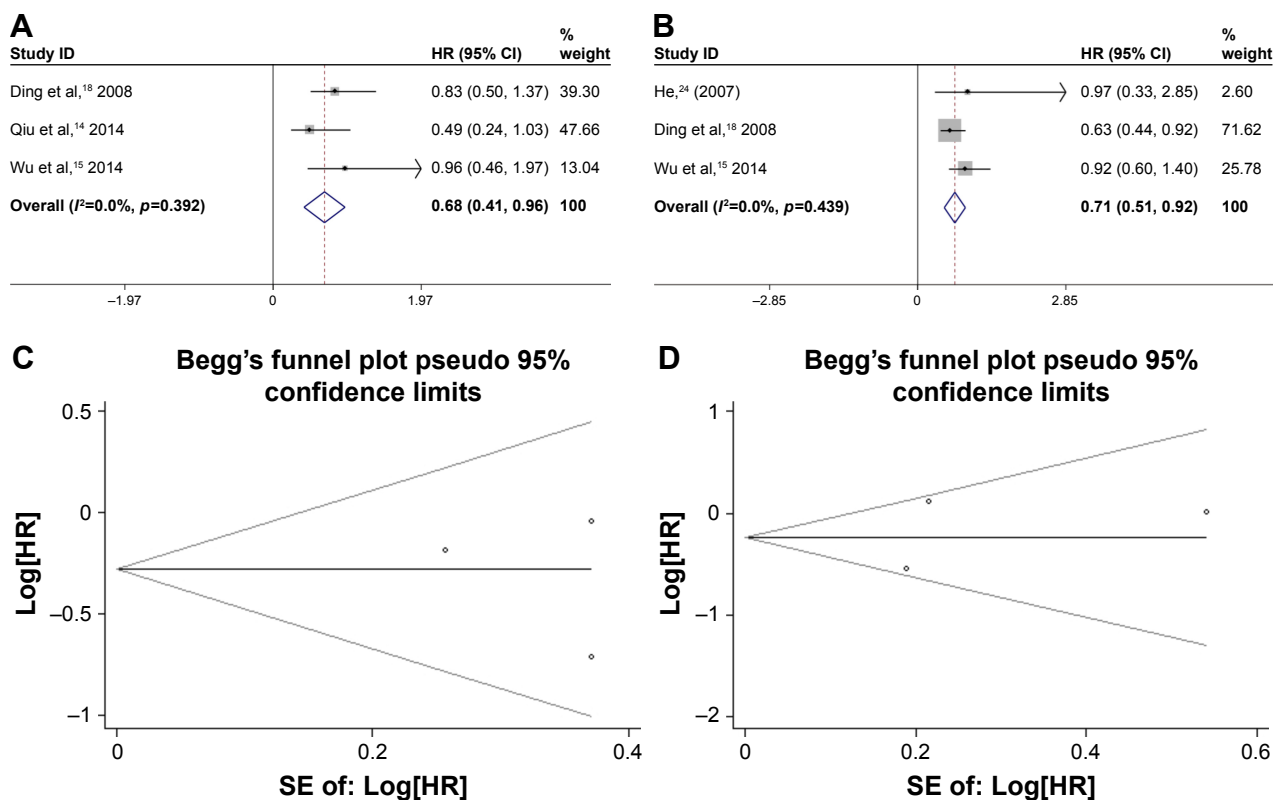 A
Study ID HR (95% CI) % weight
Ding et al,18 2008 0.83 (0.50, 1.37) 39.30
Qiu et al,14 2014 0.49 (0.24, 1.03) 47.66
Wu et al,15 2014 0.96 (0.46, 1.97) 13.04
Overall (I²=0.0%, p=0.392) 0.68 (0.41, 0.96) 100
–1.97 0 1.97
B
Study ID HR (95% CI) % weight
He,24 (2007) 0.97 (0.33, 2.85) 2.60
Ding et al,18 2008 0.63 (0.44, 0.92) 71.62
Wu et al,15 2014 0.92 (0.60, 1.40) 25.78
Overall (I²=0.0%, p=0.439) 0.71 (0.51, 0.92) 100
–2.85 0 2.85
C
Begg's funnel plot pseudo 95%
confidence limits
Log[HR]
0.5
0
–0.5
–1
0 0.2 0.4
SE of: Log[HR]
D
Begg's funnel plot pseudo 95%
confidence limits
Log[HR]
1
0
–1
–2
0 0.2 0.4 0.6
SE of: Log[HR]